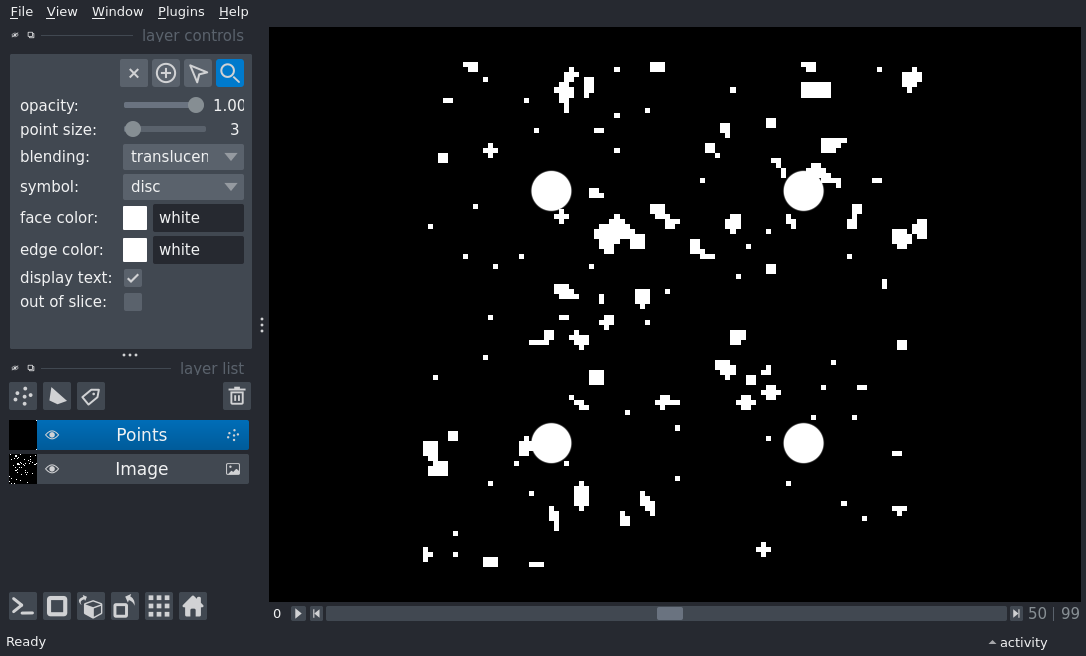 File View Window Plugins Help
layer controls
opacity: 1.00
point size: 3
blending: translucen
symbol: disc
face color: white
edge color: white
display text:
out of slice:
layer list
Points
Image
0 50 | 99
Ready activity